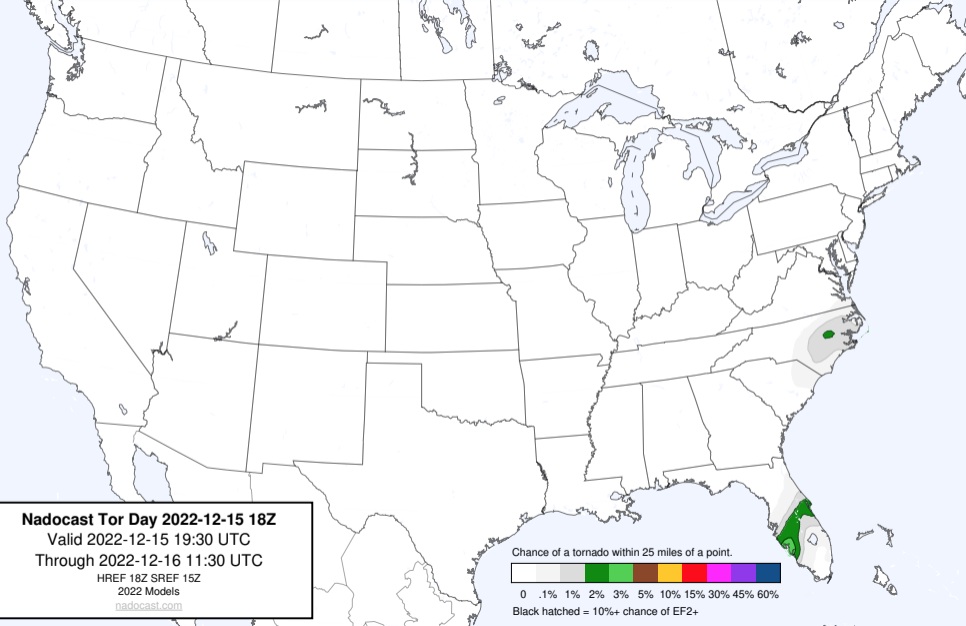 Nadocast Tor Day 2022-12-15 18Z
Valid 2022-12-15 19:30 UTC
Through 2022-12-16 11:30 UTC
HREF 18Z SREF 15Z
2022 Models
nadocast.com
Chance of a tornado within 25 miles of a point.
0 .1% 1% 2% 3% 5% 10% 15% 30% 45% 60%
Black hatched = 10%+ chance of EF2+